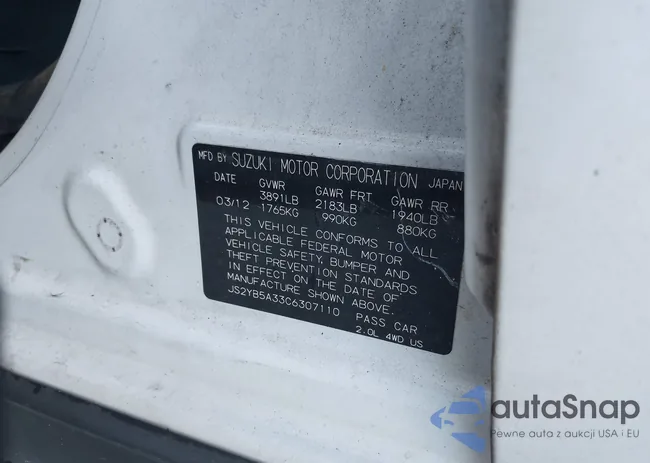 MFD BY SUZUKI MOTOR CORPORATION JAPAN
DATE GVWR GAWR FRT GAWR RR
3891LB 2183LB 1940LB
03/12 1765KG 990KG 880KG
THIS VEHICLE CONFORMS TO ALL
APPLICABLE FEDERAL MOTOR
VEHICLE SAFETY, BUMPER AND
THEFT PREVENTION STANDARDS
IN EFFECT ON THE DATE OF
MANUFACTURE SHOWN ABOVE.
JS2YB5A33C6307110 PASS CAR
2.0L 4WD US
autaSnap
Pewne auta z aukcji USA i EU